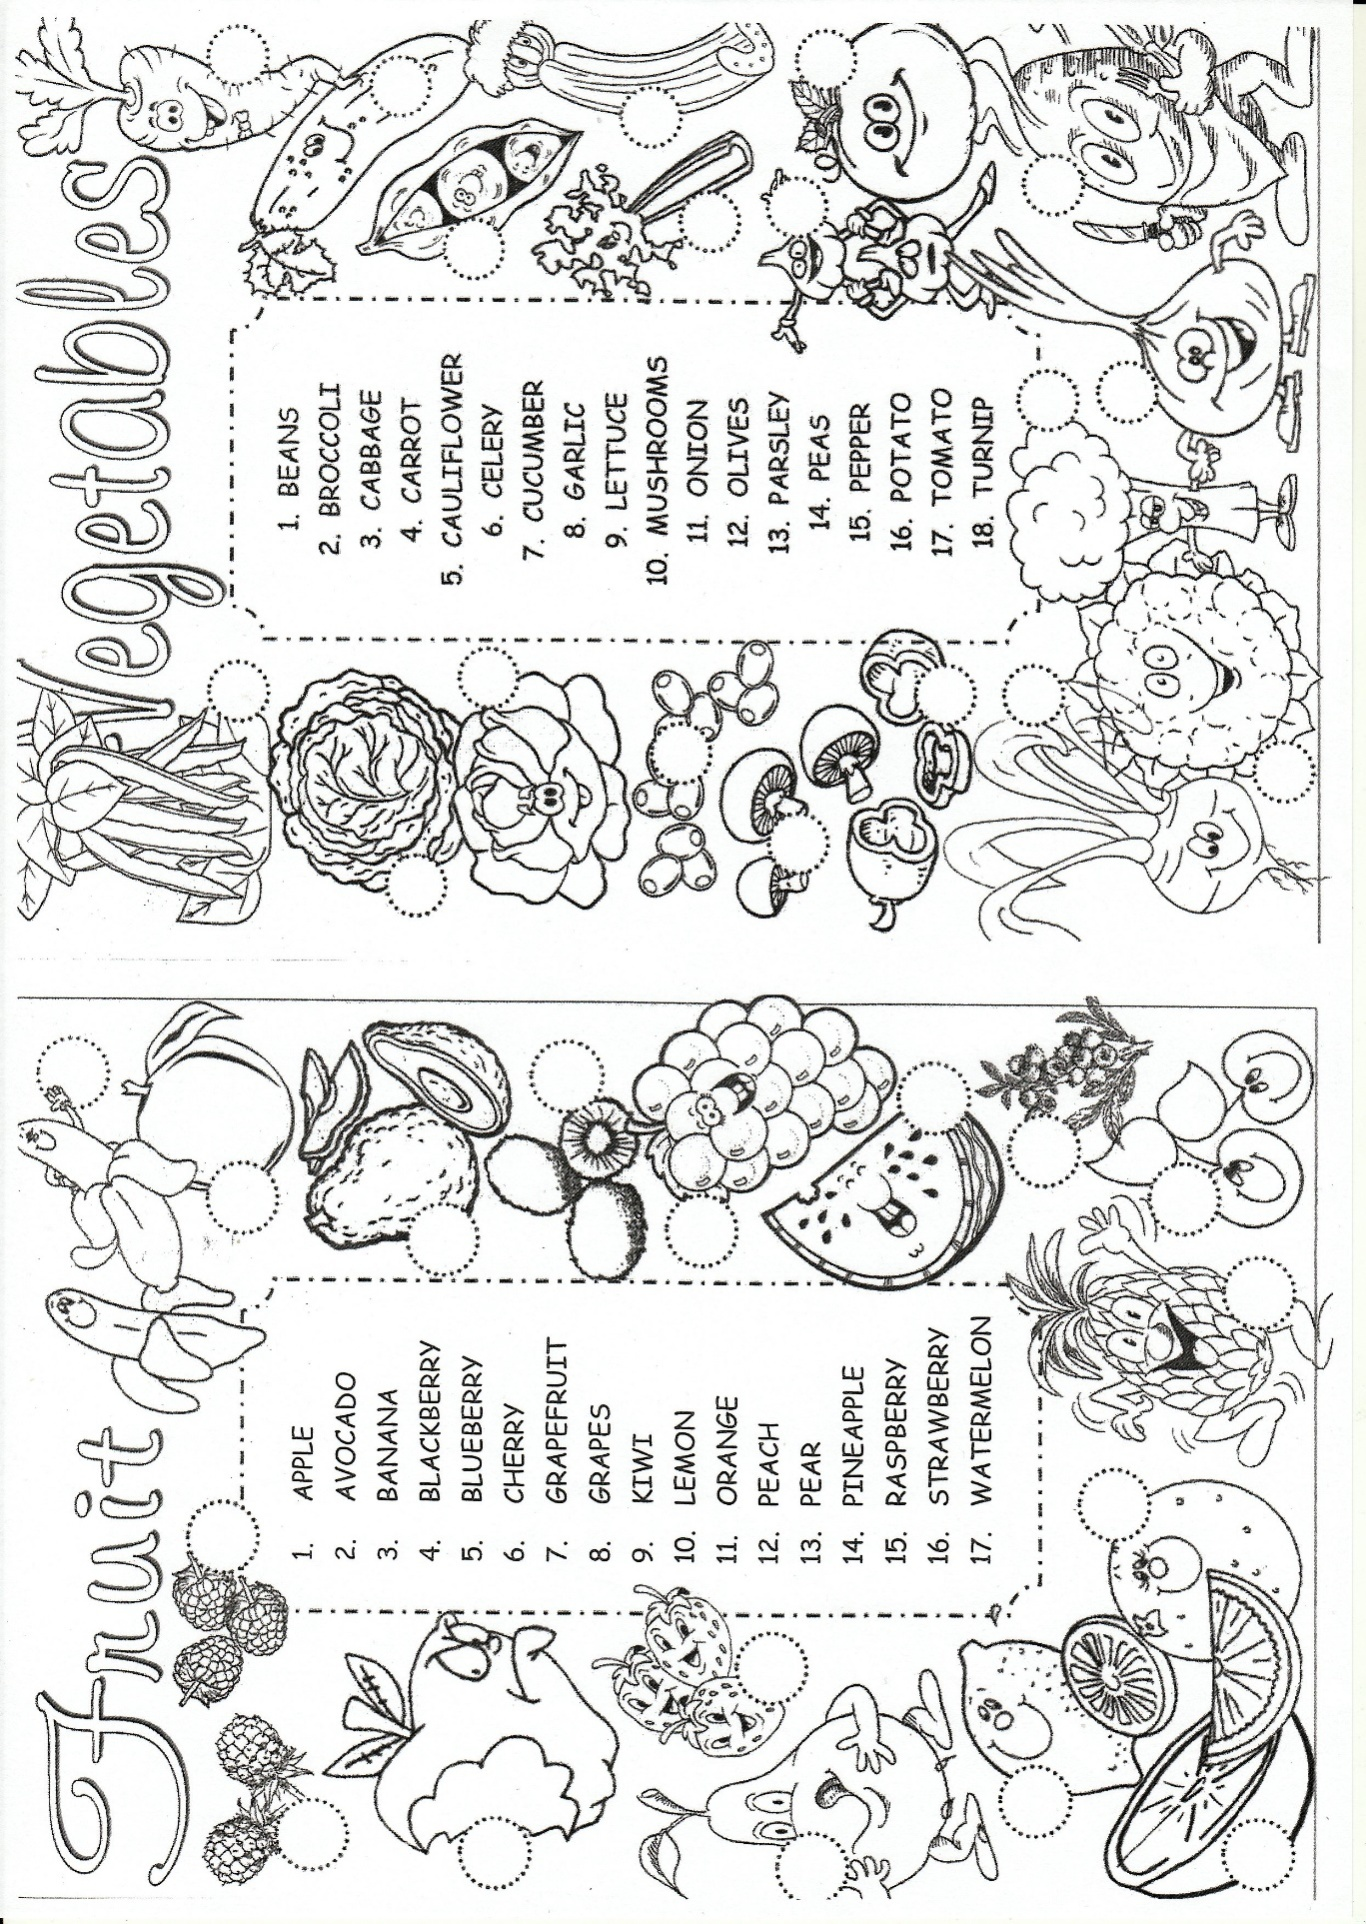 Fruit
1. APPLE
2. AVOCADO
3. BANANA
4. BLACKBERRY
5. BLUEBERRY
6. CHERRY
7. GRAPEFRUIT
8. GRAPES
9. KIWI
10. LEMON
11. ORANGE
12. PEACH
13. PEAR
14. PINEAPPLE
15. RASPBERRY
16. STRAWBERRY
17. WATERMELON
Vegetables
1. BEANS
2. BROCCOLI
3. CABBAGE
4. CARROT
5. CAULIFLOWER
6. CELERY
7. CUCUMBER
8. GARLIC
9. LETTUCE
10. MUSHROOMS
11. ONION
12. OLIVES
13. PARSLEY
14. PEAS
15. PEPPER
16. POTATO
17. TOMATO
18. TURNIP